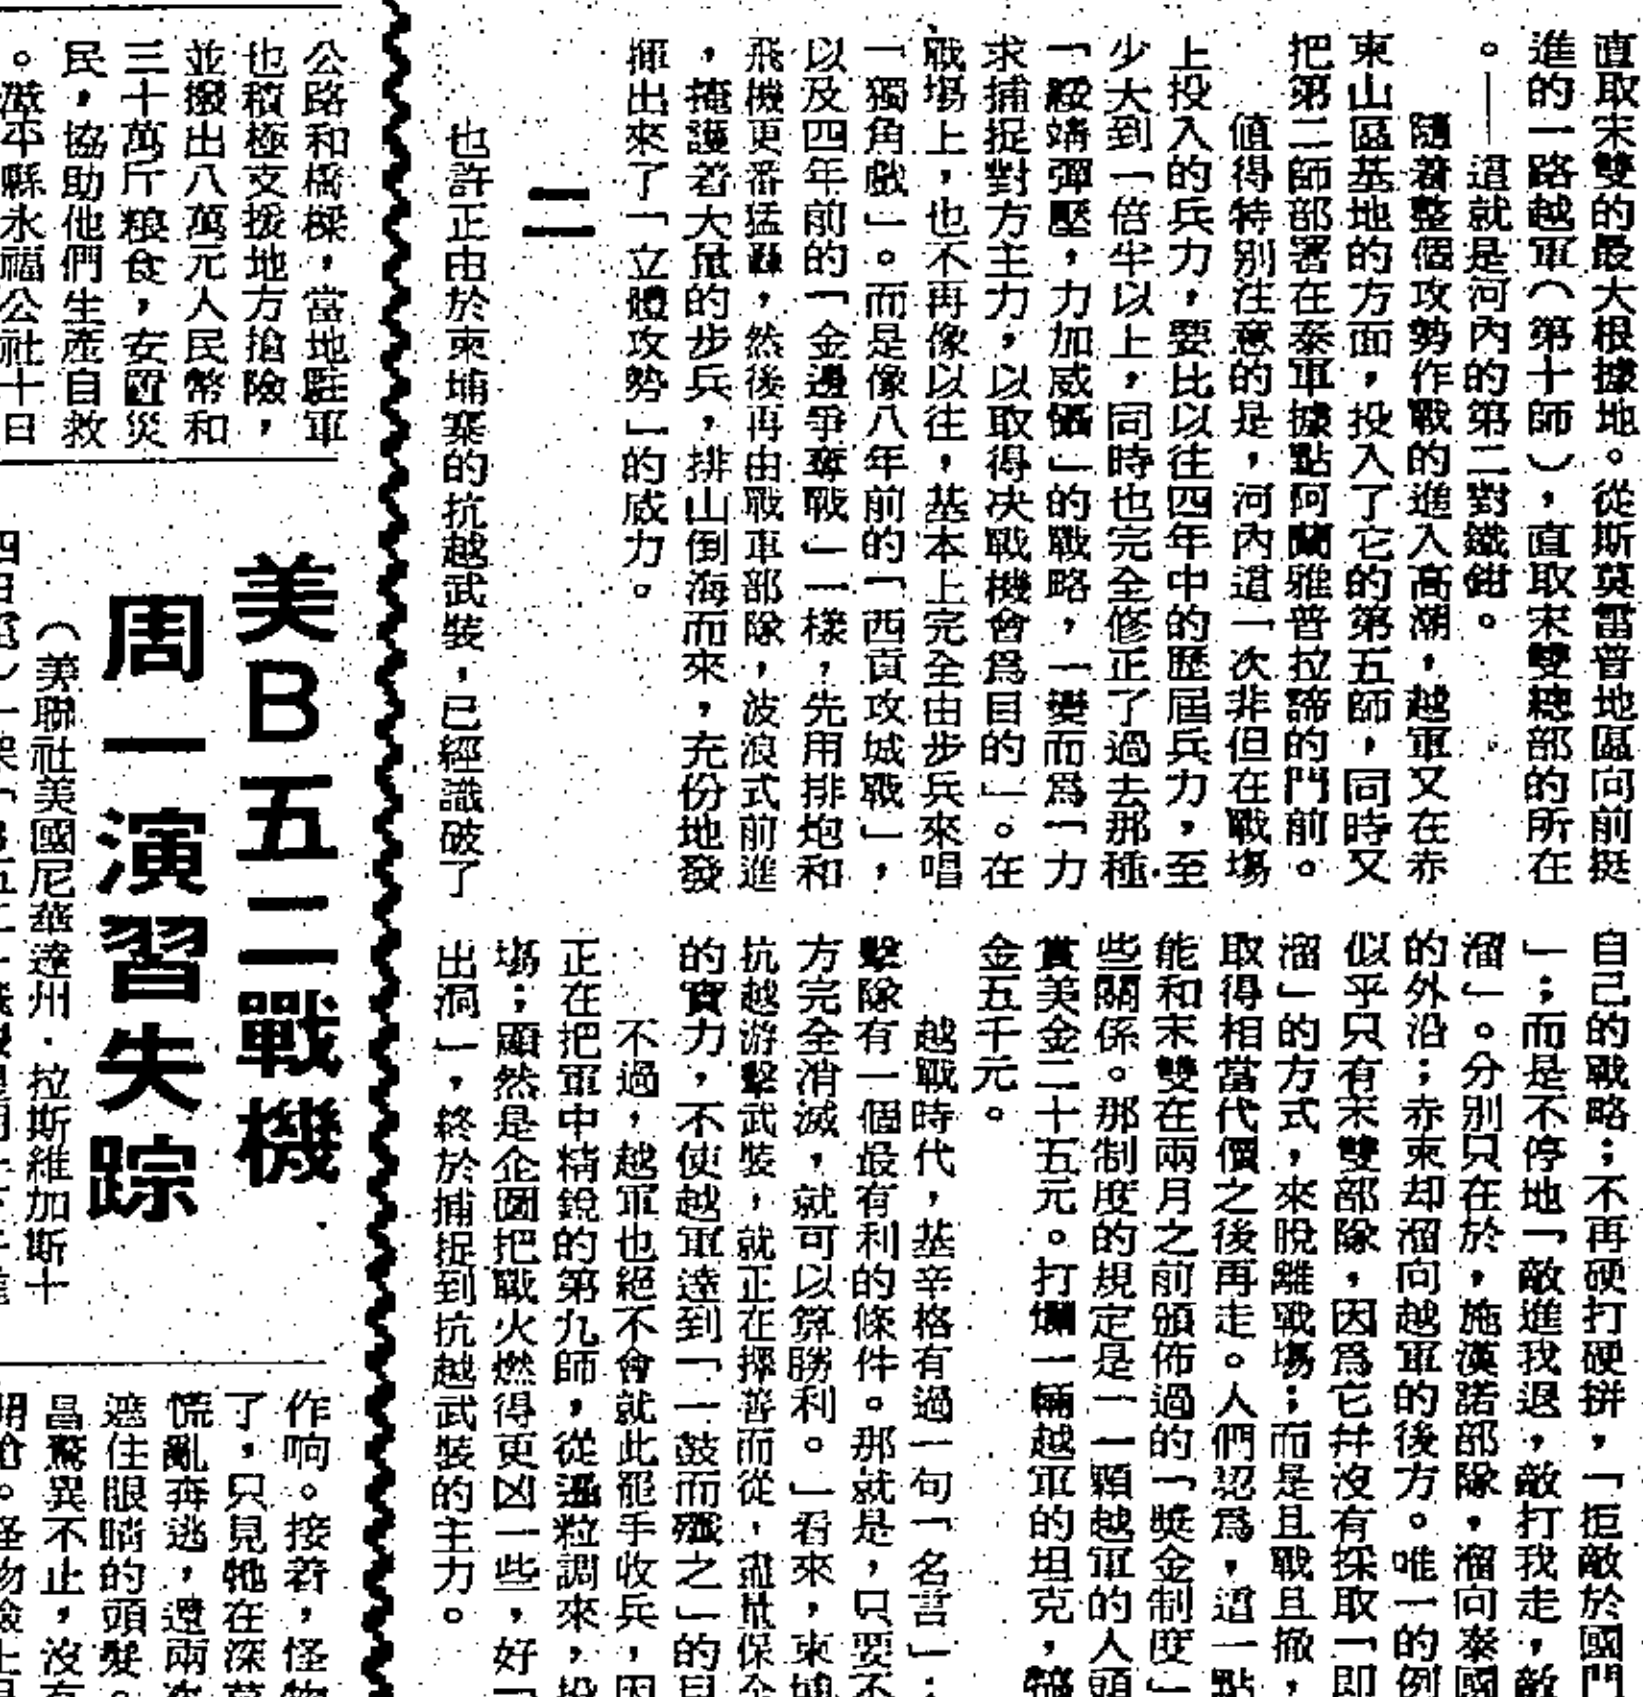 直取宋雙的最大根據地。從斯莫雷普地區向前挺
進的一路越軍（第十師），直取宋雙總部的所在
。——這就是河內的第二對鐵鉗。
隨着整個攻勢作戰的進入高潮，越軍又在赤
柬山區基地的方面，投入了它的第五師，同時又
把第二師部署在泰軍據點阿蘭雅普拉諦的門前。
值得特别注意的是，河內這一次非但在戰場
上投入的兵力，要比以往四年中的歷屆兵力，至
少大到一倍半以上，同時也完全修正了過去那種
「綏靖彈壓，力加威懾」的戰略，一變而爲「力
求捕捉對方主力，以取得决戰機會爲目的」。在
戰場上，也不再像以往，基本上完全由步兵來唱
「獨角戲」。而是像八年前的「西貢攻城戰」，
以及四年前的「金邊爭奪戰」一樣，先用排炮和
飛機更番猛轟，然後再由戰車部隊，波浪式前進
，掩護着大量的步兵，排山倒海而來，充份地發
揮出來了「立體攻勢」的威力。
二
也許正由於柬埔寨的抗越武裝，已經識破了
自己的戰略；不再硬打硬拼，「拒敵於國門
」；而是不停地「敵進我退，敵打我走，敵
溜」。分别只在於，施漢諾部隊，溜向泰國
的外沿；赤柬却溜向越軍的後方。唯一的例
似乎只有宋雙部隊，因爲它幷沒有採取「即
溜」的方式，來脫離戰場；而是且戰且撤，
取得相當代價之後再走。人們認爲，這一點
能和宋雙在兩月之前頒佈過的「獎金制度」
些關係。那制度的規定是——一顆越軍的人頭
賞美金二十五元。打爛一輛越軍的坦克，
金五千元。
越戰時代，基辛格有過一句「名言」：
擊隊有一個最有利的條件。那就是，只要不
方完全消滅，就可以算勝利。」看來，柬埔
抗越游擊武裝，就正在擇善而從，盡量保全
的實力，不使越軍達到「一鼓而殲之」的目
不過，越軍也絕不會就此罷手收兵，因
正在把軍中精銳的第九師，從湄粒調來，投
場；顯然是企圖把戰火燃得更凶一些，好「
出洞」，終於捕捉到抗越武裝的主力。
公路和橋樑，當地駐軍
也積極支援地方搶險，
並撥出八萬元人民幣和
三十萬斤粮食，安置災
民，協助他們生產自救
。灤平縣永福公社十日
美B五二戰機
周一演習失踪
（美聯社美國尼華達州．拉斯維加斯十
四日電）一架「B五二」
作响。接着，怪物
了，只見牠在深草
慌亂奔逃，還兩次
遮住眼睛的頭髮。
昌驚異不止，沒有
開槍。怪物臉上